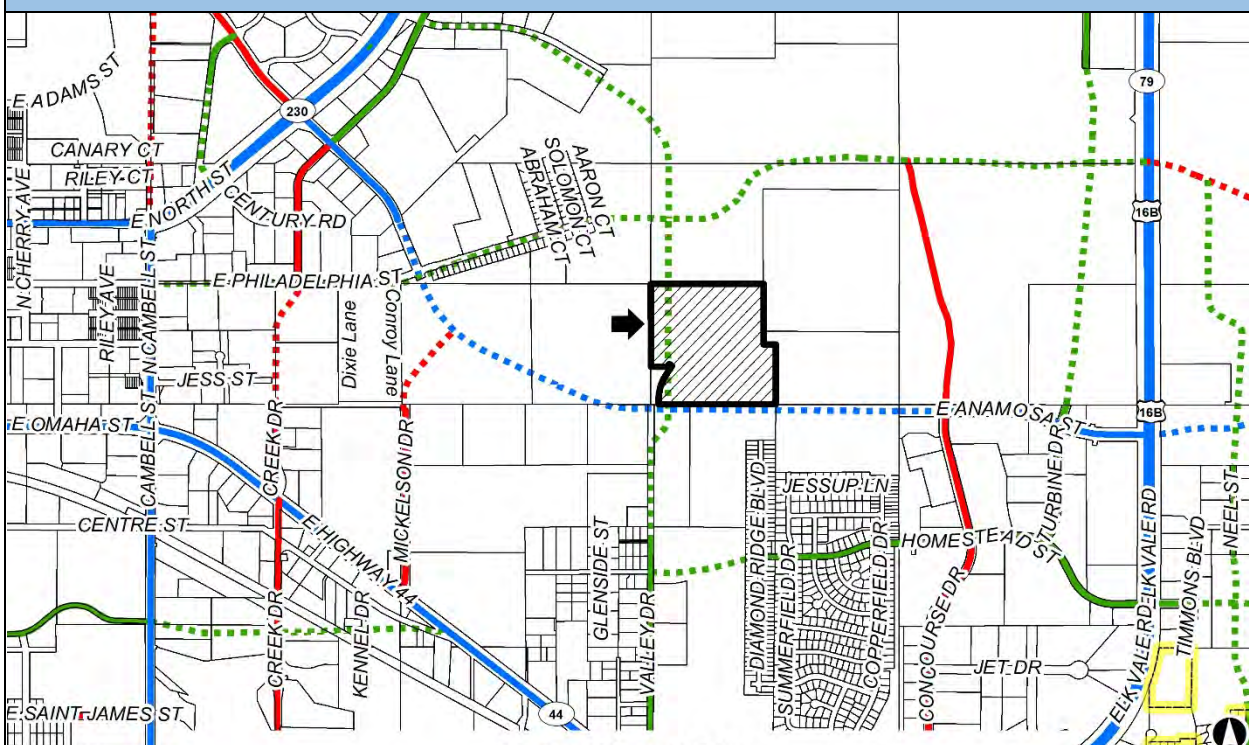 E ADAMS ST
230
79
CANARY CT
RILEY CT
N CHERRY AVE
E NORTH ST
CENTURY RD
AARON CT
SOLOMON CT
ABRAHAM CT
16B
E PHILADELPHIA ST
RILEY AVE
N CAMBELL ST
Dixie Lane
Conroy Lane
JESS ST
E OMAHA ST
CAMBELL ST
CREEK DR
E ANAMOSA ST
16B
MICKELSON DR
CENTRE ST
E HIGHWAY 44
JESSUP LN
TURBINE DR
HOMESTEAD ST
GLENSIDE ST
VALLEY DR
DIAMOND RIDGE BLVD
SUMMERFIELD DR
COPPERFIELD DR
CONCOURSE DR
ELK VALE RD
ELK VALE RD
TIMMONS BLVD
NEEL ST
CREEK DR
KENNEL DR
JET DR
E SAINT JAMES ST
44